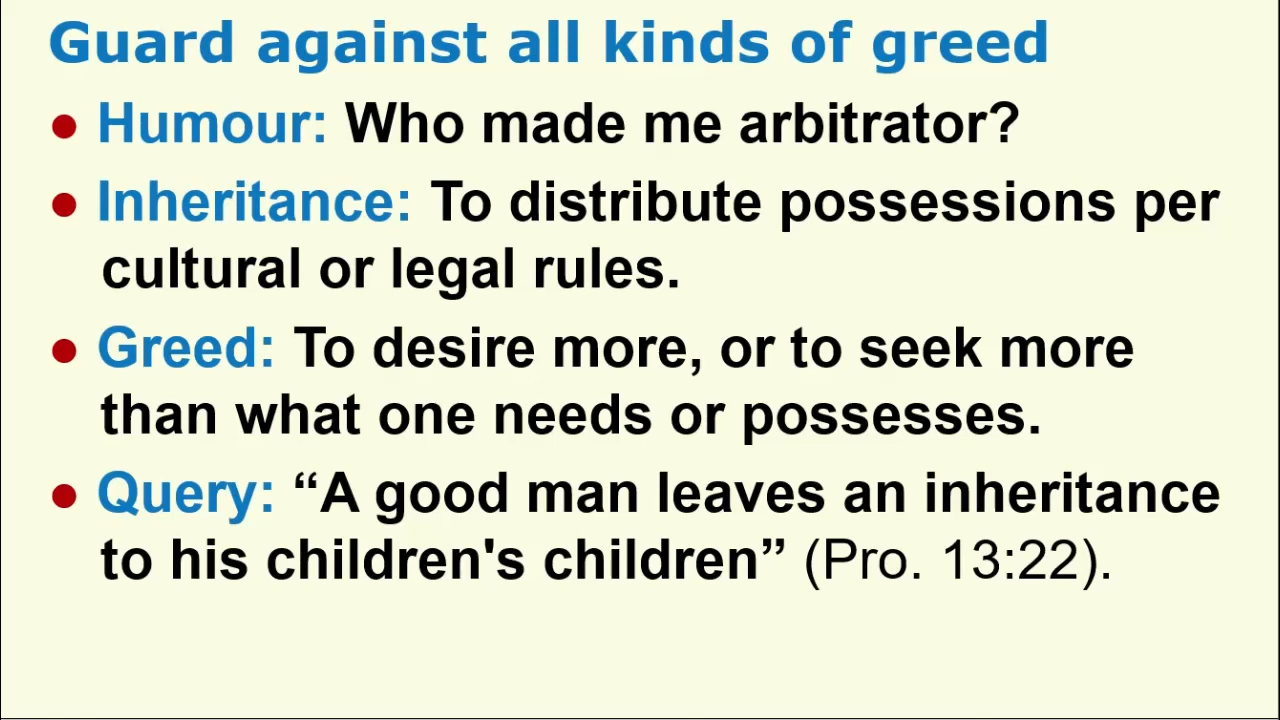 Guard against all kinds of greed
● Humour: Who made me arbitrator?
● Inheritance: To distribute possessions per
cultural or legal rules.
● Greed: To desire more, or to seek more
than what one needs or possesses.
● Query: “A good man leaves an inheritance
to his children's children” (Pro. 13:22).